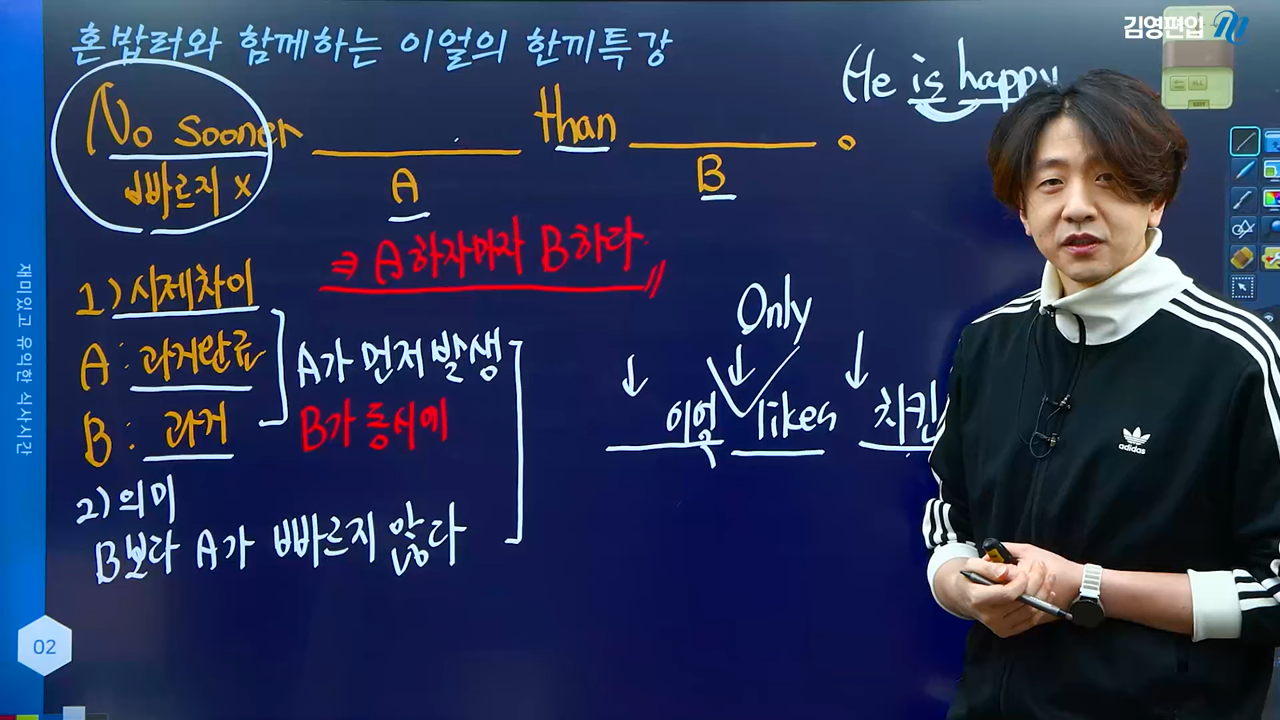 혼밥러와 함께하는 이얼의 한끼특강
김영편입
He is happy
No sooner ___ than ___ .
빠르지 x
A
B
⇒ A하자마자 B하다.
1) 시제차이
A : 과거완료
B : 과거
A가 먼저 발생
B가 동시에
2) 의미
B보다 A가 빠르지 않다
Only
이얼 likes 치킨
adidas
재미있고 유익한 식사시간
02